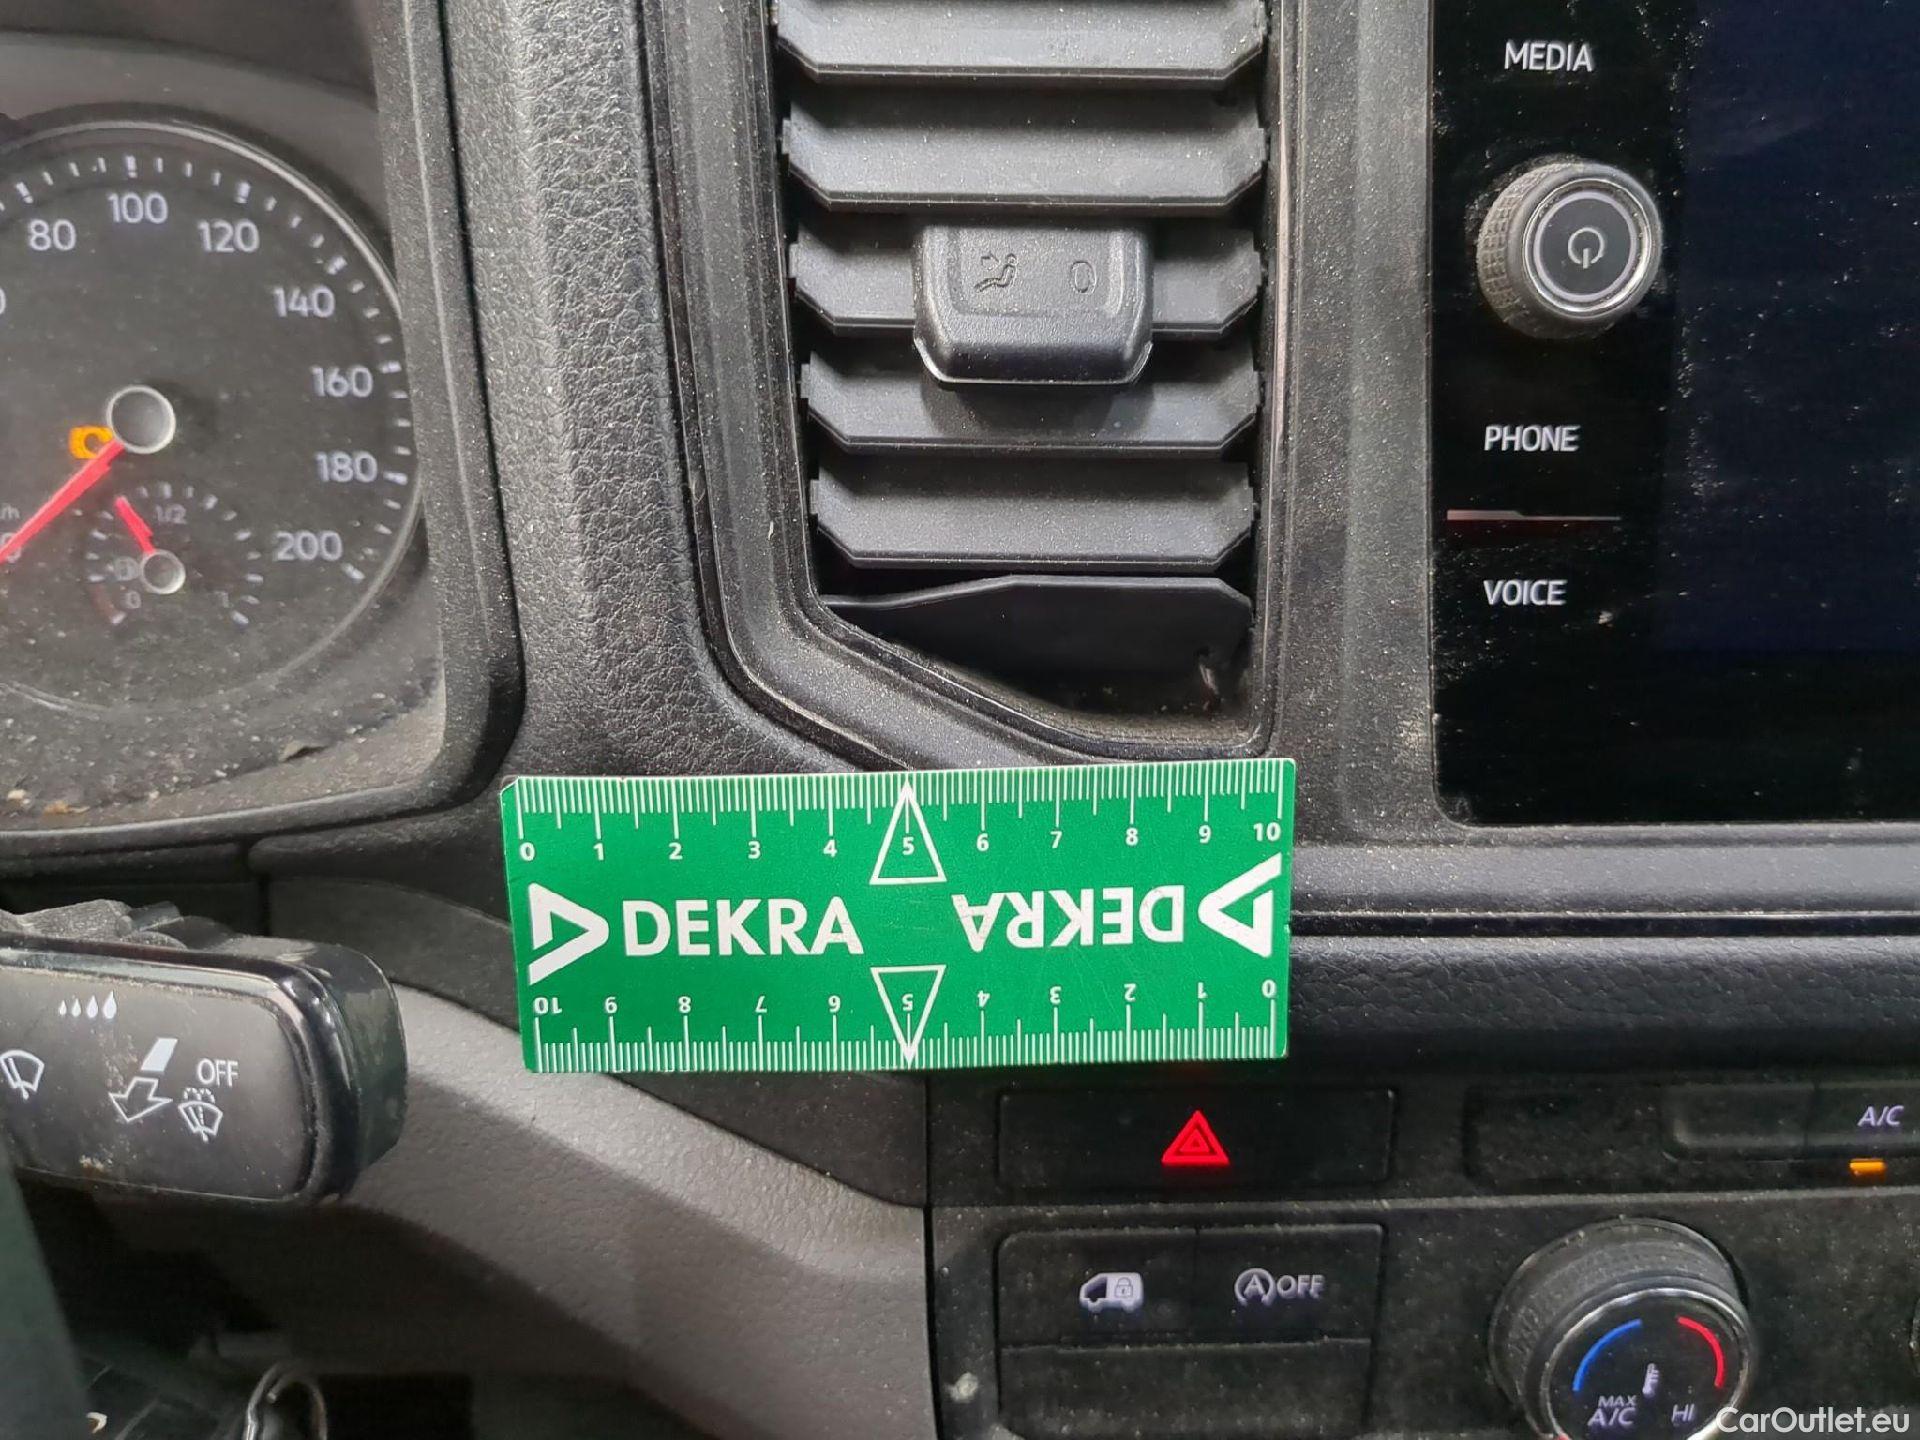 MEDIA
80 100 120
140
160
180
200
1/2
0
PHONE
VOICE
0 1 2 3 4 5 6 7 8 9 10
DEKRA DEKRA
10 9 8 7 6 5 4 3 2 1 0
OFF
A/C
A OFF
MAX
A/C HI
CarOutlet.eu